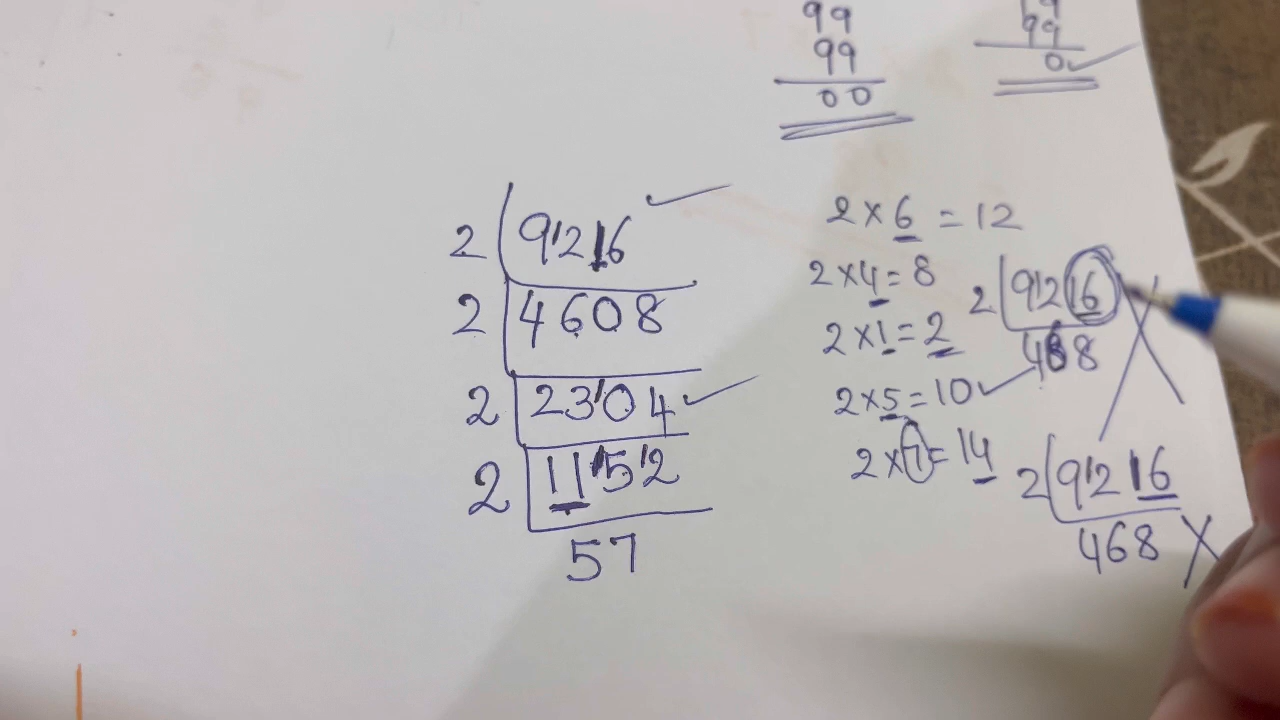 99
99
00
99
0
2 9216
2 4608
2 2304
2 1152
57
2 × 6 = 12
2 × 4 = 8
2 × 1 = 2
2 × 5 = 10
2 × 7 = 14
2 9216
468
2 9216
468